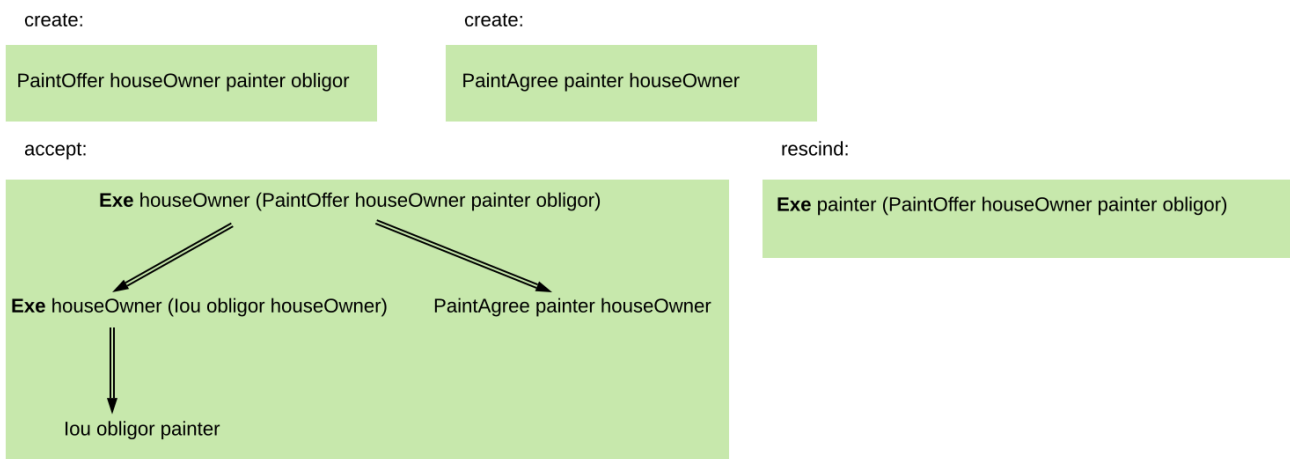 create:
create:
PaintOffer houseOwner painter obligor
PaintAgree painter houseOwner
accept:
rescind:
Exe houseOwner (PaintOffer houseOwner painter obligor)
Exe painter (PaintOffer houseOwner painter obligor)
Exe houseOwner (Iou obligor houseOwner)
PaintAgree painter houseOwner
Iou obligor painter